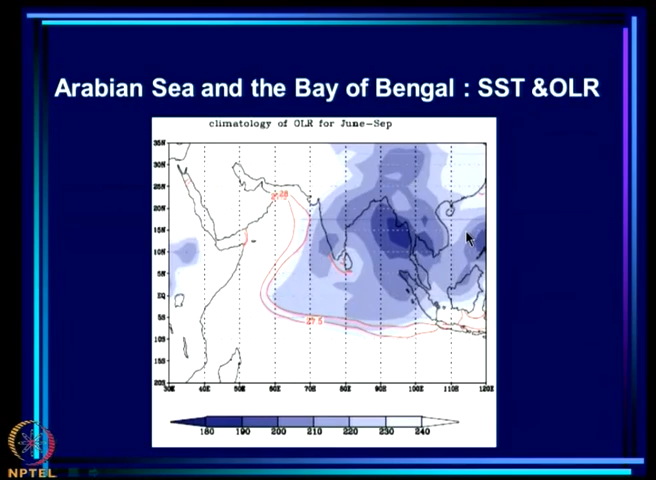 Arabian Sea and the Bay of Bengal : SST &OLR
climatology of OLR for June-Sep
35N
30N
25N
20N
15N
10N
5N
EQ
5S
10S
15S
20S
28
27.5
30E 40E 50E 60E 70E 80E 90E 100E 110E 120E
180 190 200 210 220 230 240
NPTEL